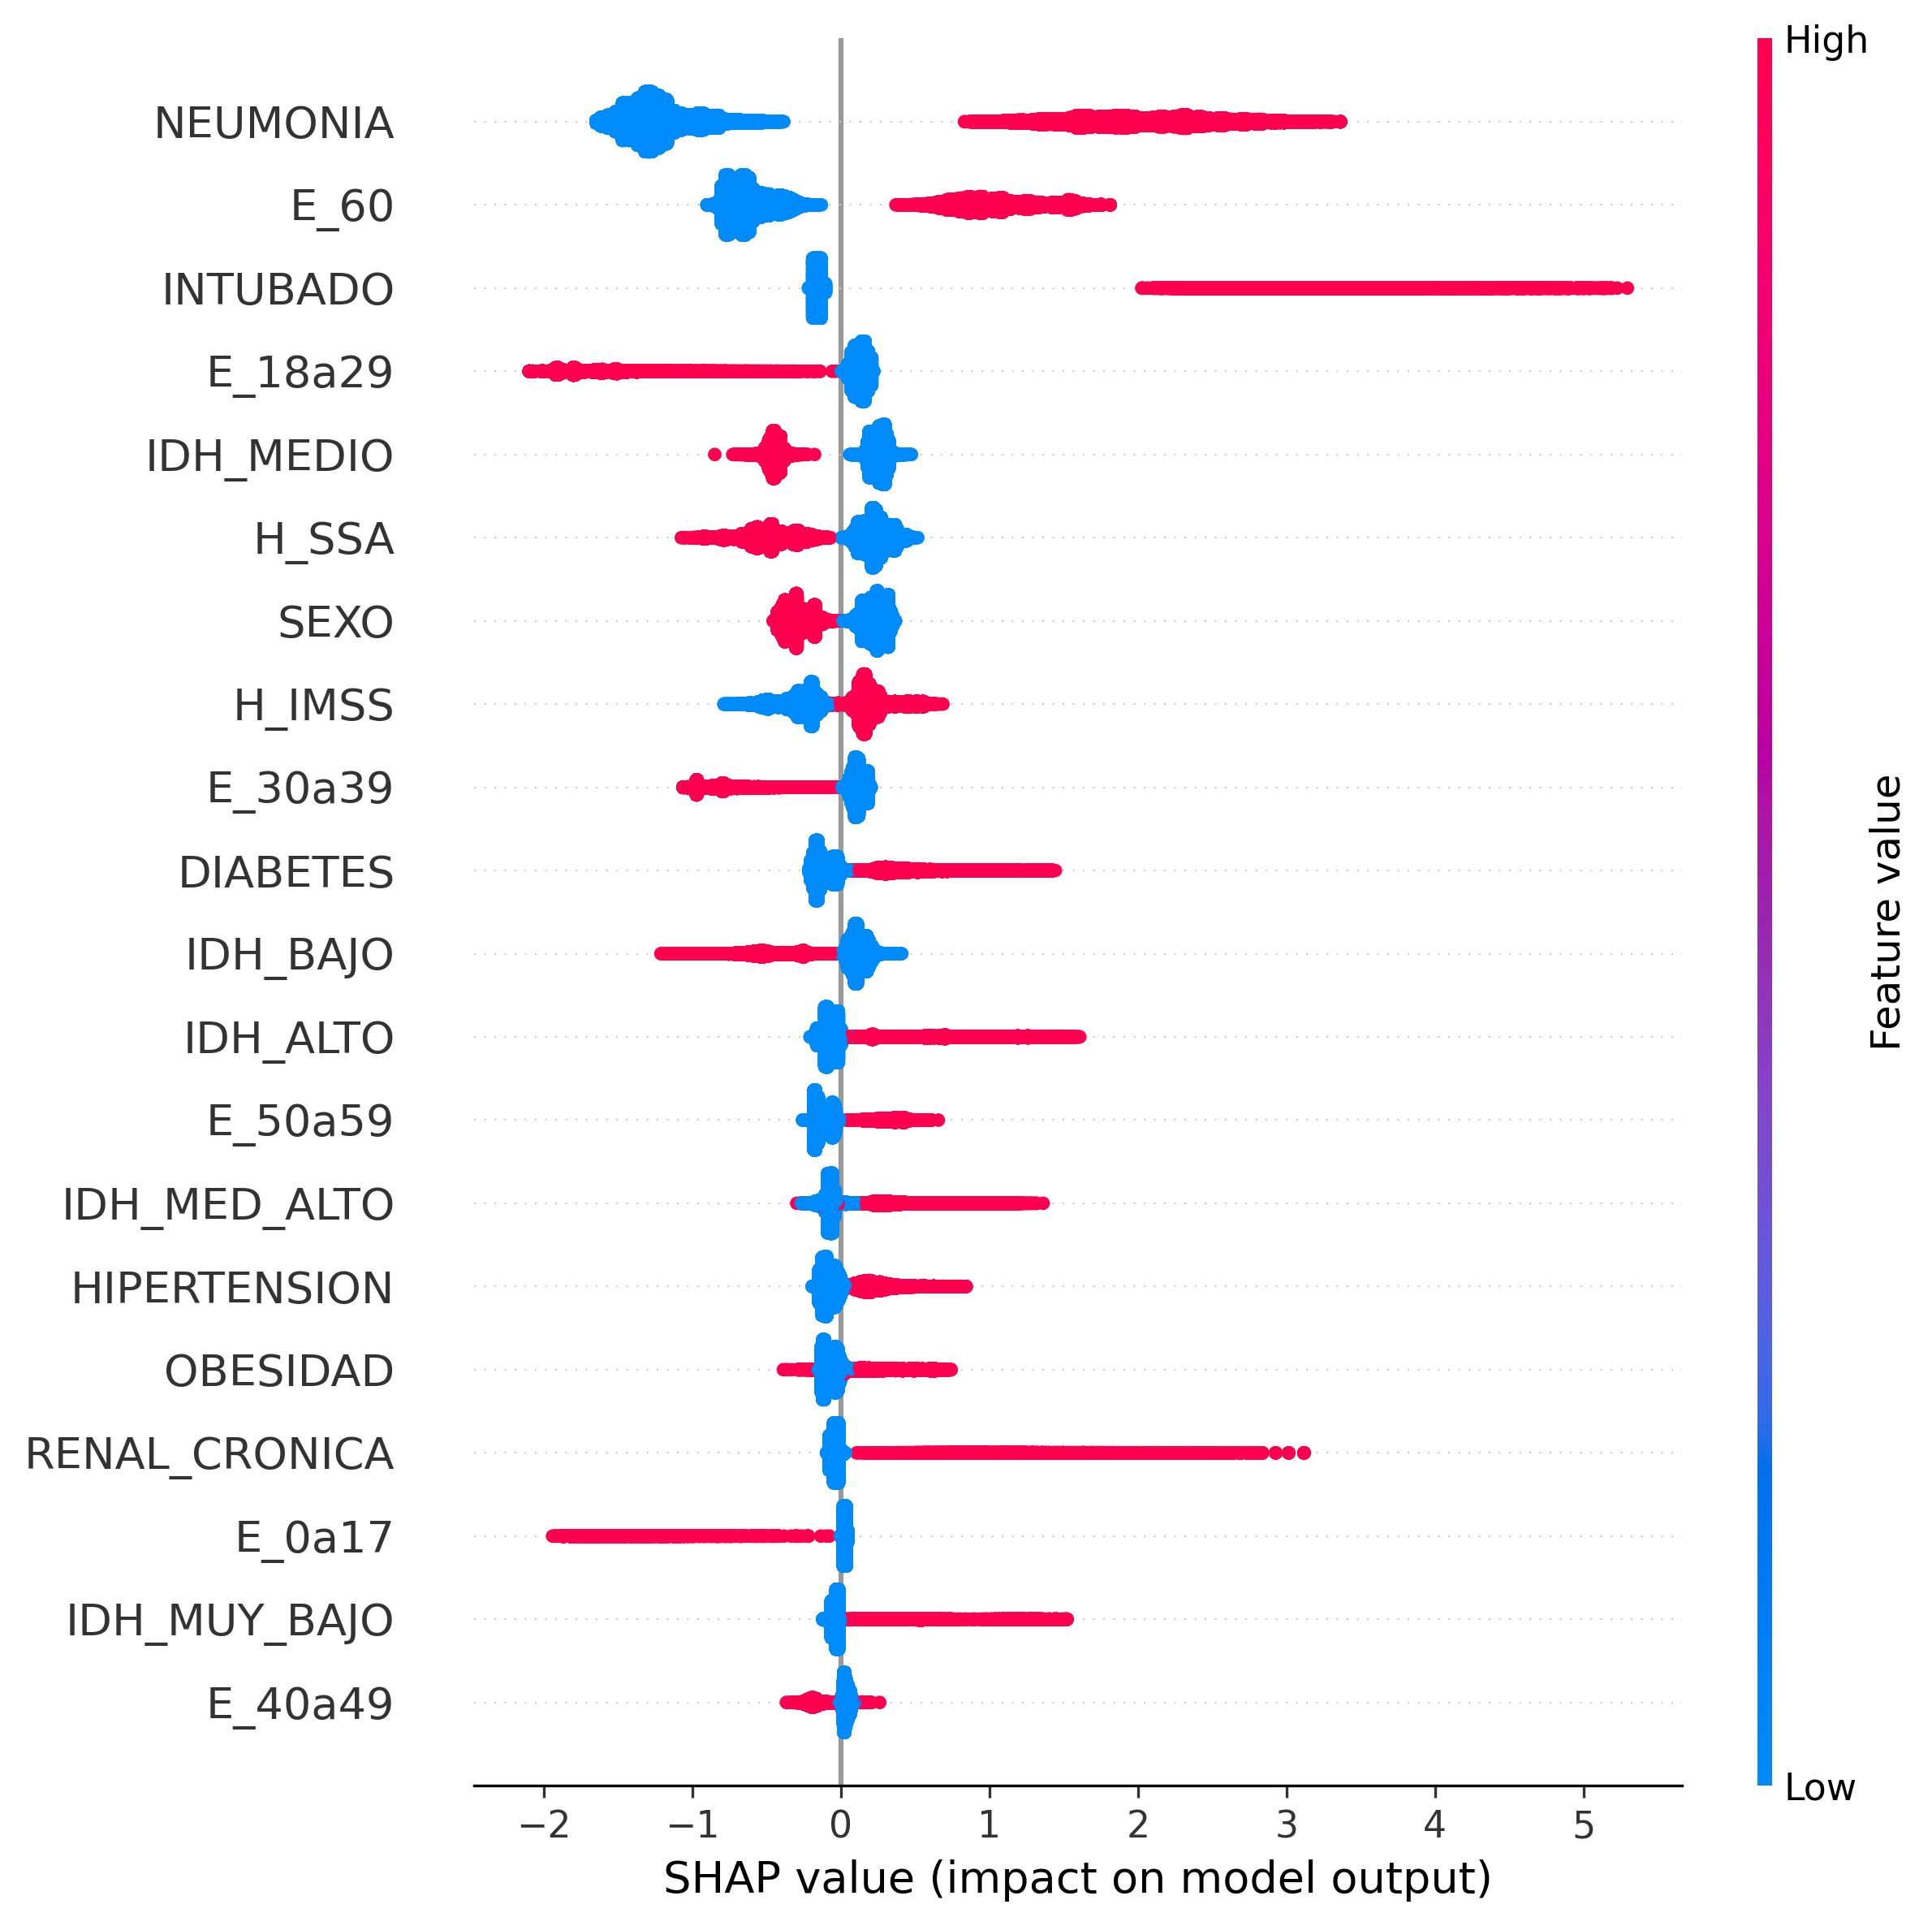 High
NEUMONIA
E_60
INTUBADO
E_18a29
IDH_MEDIO
H_SSA
SEXO
H_IMSS
E_30a39
DIABETES
IDH_BAJO
IDH_ALTO
E_50a59
IDH_MED_ALTO
HIPERTENSION
OBESIDAD
RENAL_CRONICA
E_0a17
IDH_MUY_BAJO
E_40a49
Feature value
Low
−2 −1 0 1 2 3 4 5
SHAP value (impact on model output)